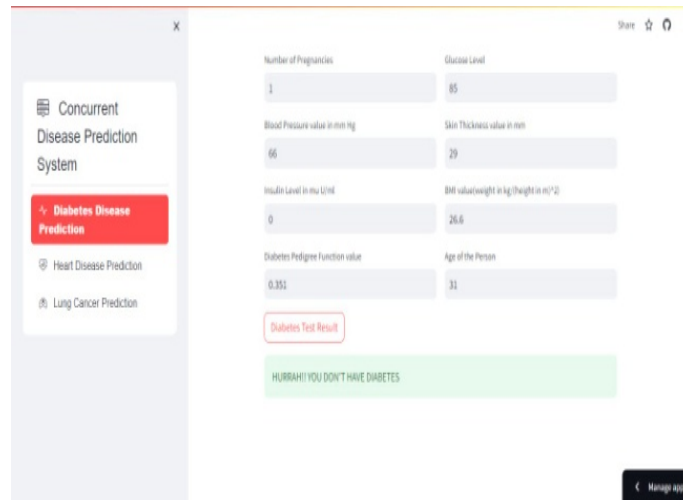 X
Share
Concurrent
Disease Prediction
System
Diabetes Disease
Prediction
Heart Disease Prediction
Lung Cancer Prediction
Number of Pregnancies
Glucose Level
1
85
Blood Pressure value in mm Hg
Skin Thickness value in mm
66
29
Insulin Level in mu U/ml
BMI value(weight in kg/(height in m)^2)
0
26.6
Diabetes Pedigree Function value
Age of the Person
0.351
31
Diabetes Test Result
HURRAH!! YOU DON'T HAVE DIABETES
< Manage app